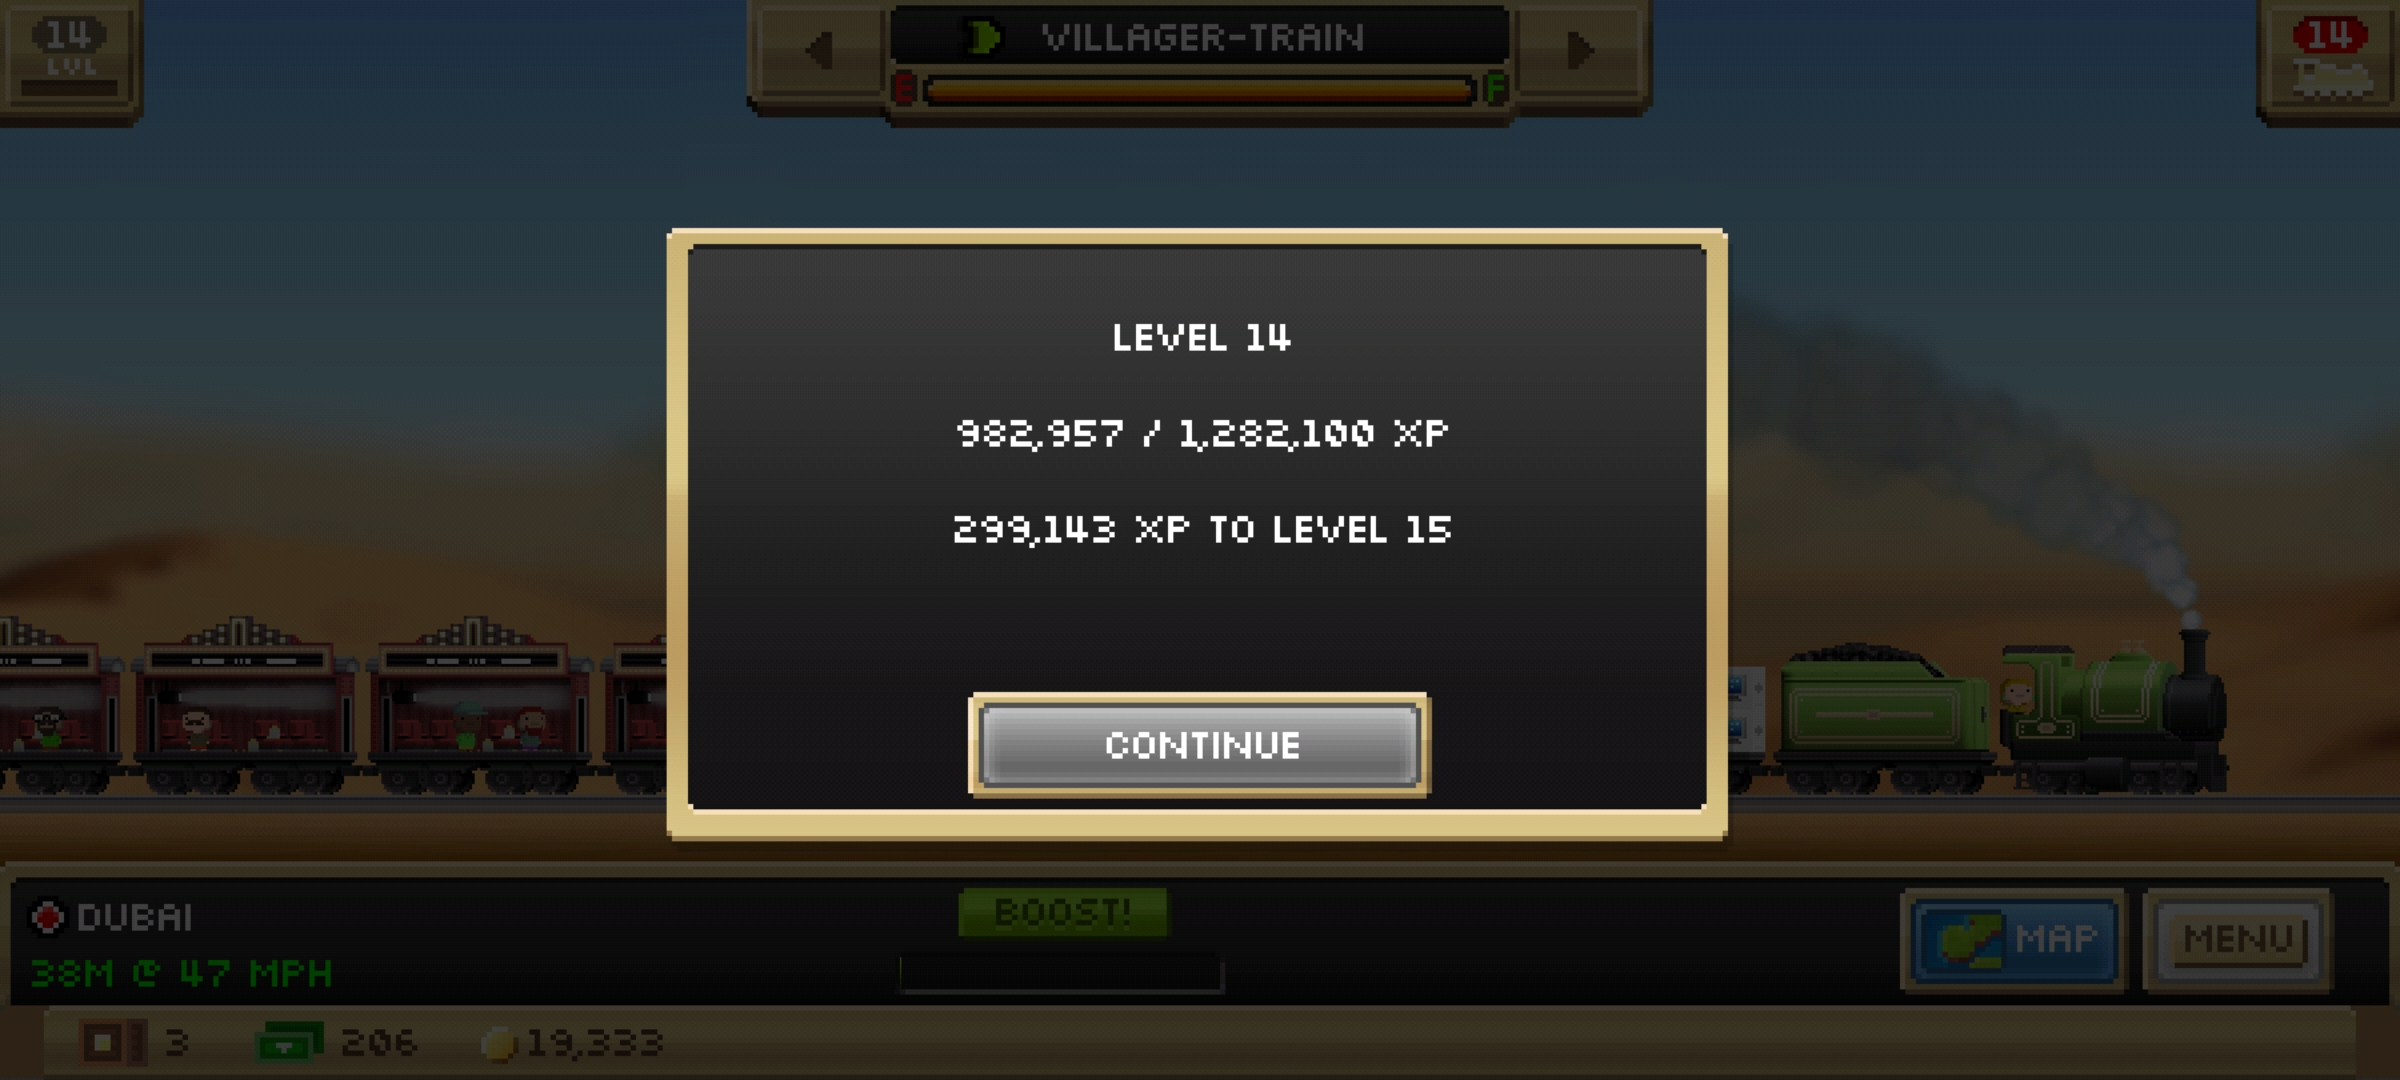 14
LVL
VILLAGER-TRAIN
E F
14
LEVEL 14
982,957 / 1,282,100 XP
299,143 XP TO LEVEL 15
CONTINUE
DUBAI
38M @ 47 MPH
BOOST!
MAP
MENU
3 206 19,333